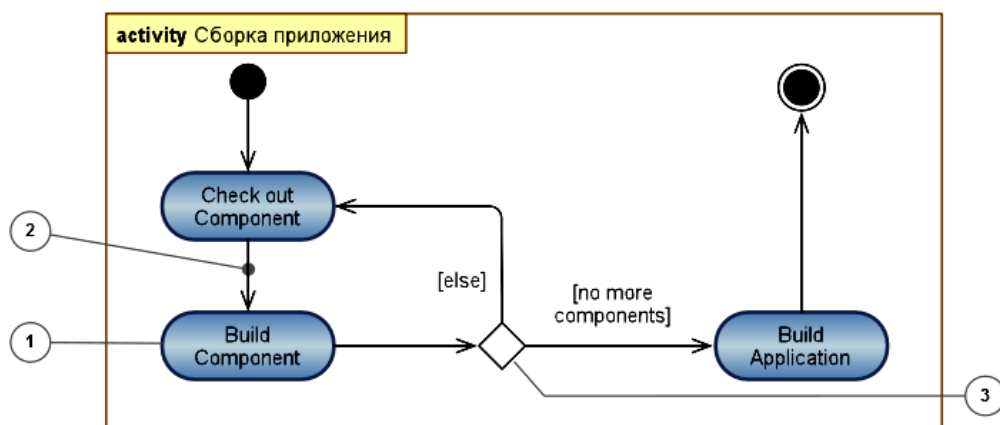 activity Сборка приложения
Check out
Component
2
[else]
[no more
components]
1
Build
Component
Build
Application
3